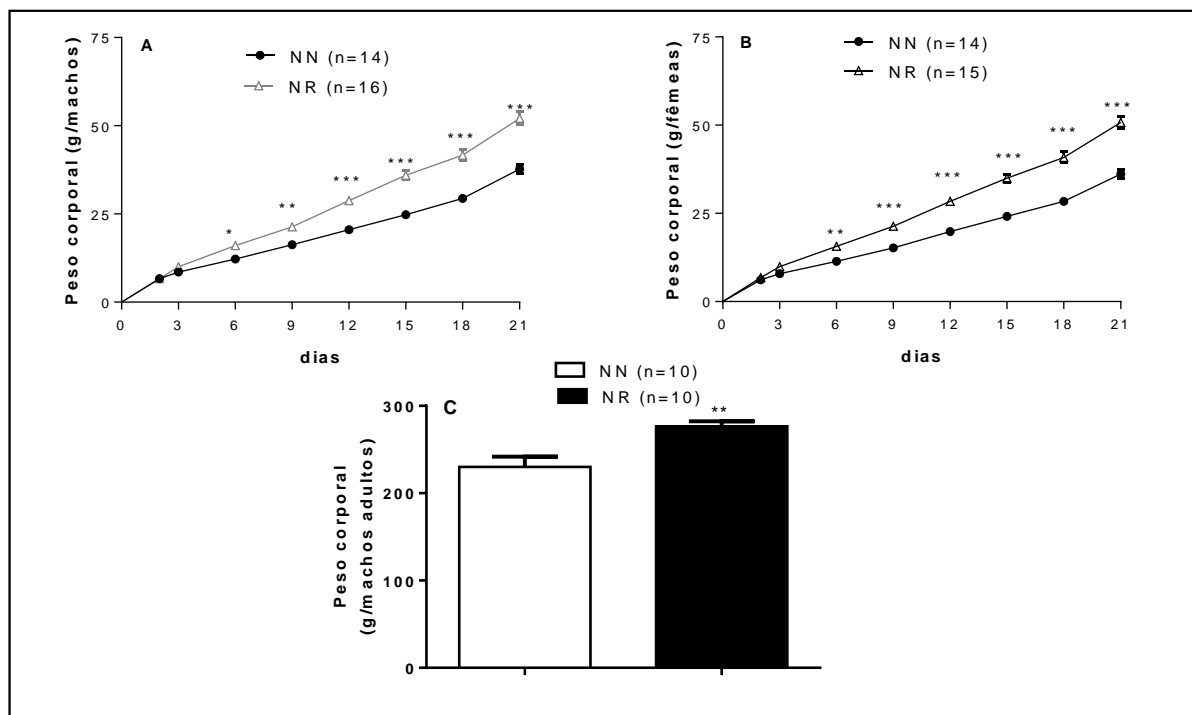 A
NN (n=14)
NR (n=16)
Peso corporal (g/machos)
75
50
25
0
* ** *** *** *** ***
0 3 6 9 12 15 18 21
dias
B
NN (n=14)
NR (n=15)
Peso corporal (g/fêmeas)
75
50
25
0
** *** *** *** *** ***
0 3 6 9 12 15 18 21
dias
NN (n=10)
NR (n=10)
C
Peso corporal
(g/machos adultos)
300
200
100
0
**